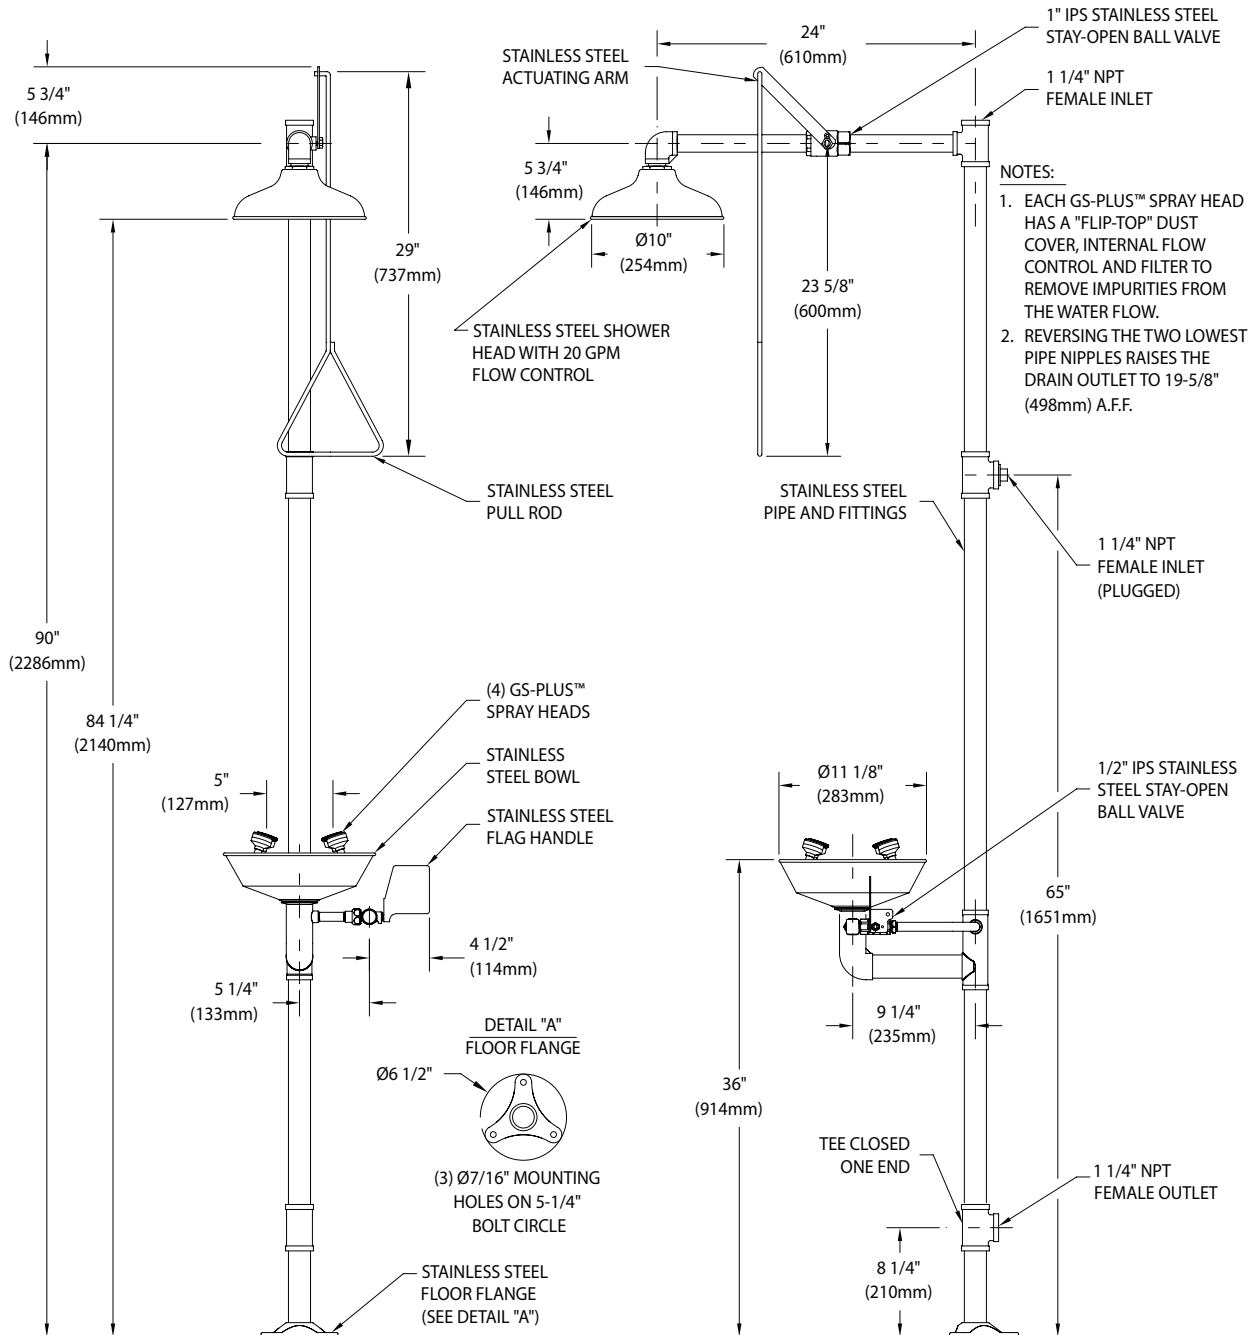 1" IPS STAINLESS STEEL
STAY-OPEN BALL VALVE
24"
(610mm)
STAINLESS STEEL
ACTUATING ARM
1 1/4" NPT
FEMALE INLET
5 3/4"
(146mm)
5 3/4"
(146mm)
NOTES:
1. EACH GS-PLUS™ SPRAY HEAD
HAS A "FLIP-TOP" DUST
COVER, INTERNAL FLOW
CONTROL AND FILTER TO
REMOVE IMPURITIES FROM
THE WATER FLOW.
2. REVERSING THE TWO LOWEST
PIPE NIPPLES RAISES THE
DRAIN OUTLET TO 19-5/8"
(498mm) A.F.F.
29"
(737mm)
Ø10"
(254mm)
23 5/8"
(600mm)
STAINLESS STEEL SHOWER
HEAD WITH 20 GPM
FLOW CONTROL
STAINLESS STEEL
PULL ROD
STAINLESS STEEL
PIPE AND FITTINGS
1 1/4" NPT
FEMALE INLET
(PLUGGED)
90"
(2286mm)
84 1/4"
(2140mm)
(4) GS-PLUS™
SPRAY HEADS
STAINLESS
STEEL BOWL
5"
(127mm)
STAINLESS STEEL
FLAG HANDLE
Ø11 1/8"
(283mm)
1/2" IPS STAINLESS
STEEL STAY-OPEN
BALL VALVE
65"
(1651mm)
4 1/2"
(114mm)
5 1/4"
(133mm)
9 1/4"
(235mm)
DETAIL "A"
FLOOR FLANGE
Ø6 1/2"
36"
(914mm)
(3) Ø7/16" MOUNTING
HOLES ON 5-1/4"
BOLT CIRCLE
TEE CLOSED
ONE END
1 1/4" NPT
FEMALE OUTLET
8 1/4"
(210mm)
STAINLESS STEEL
FLOOR FLANGE
(SEE DETAIL "A")